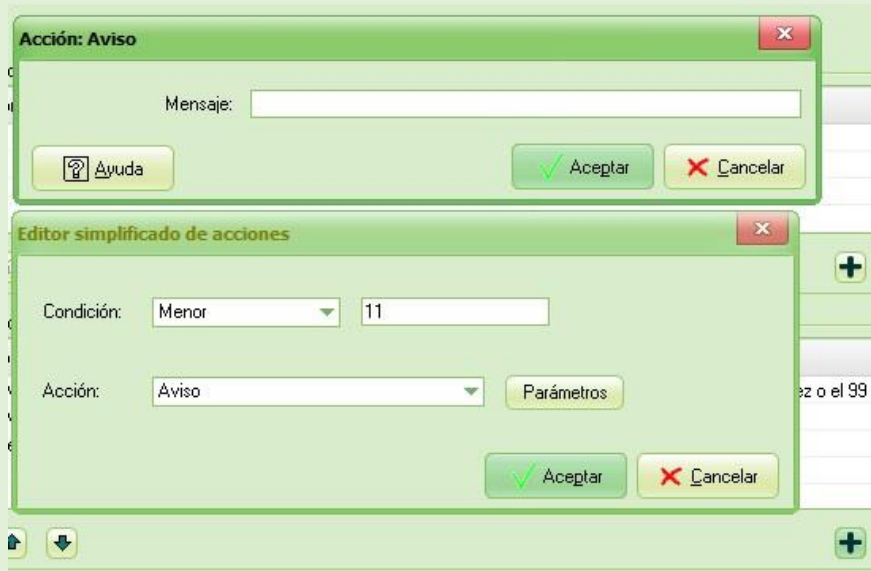 Acción: Aviso
Mensaje:
Ayuda
Aceptar
Cancelar
Editor simplificado de acciones
Condición:
Menor
11
Acción:
Aviso
Parámetros
ez o el 99
Aceptar
Cancelar